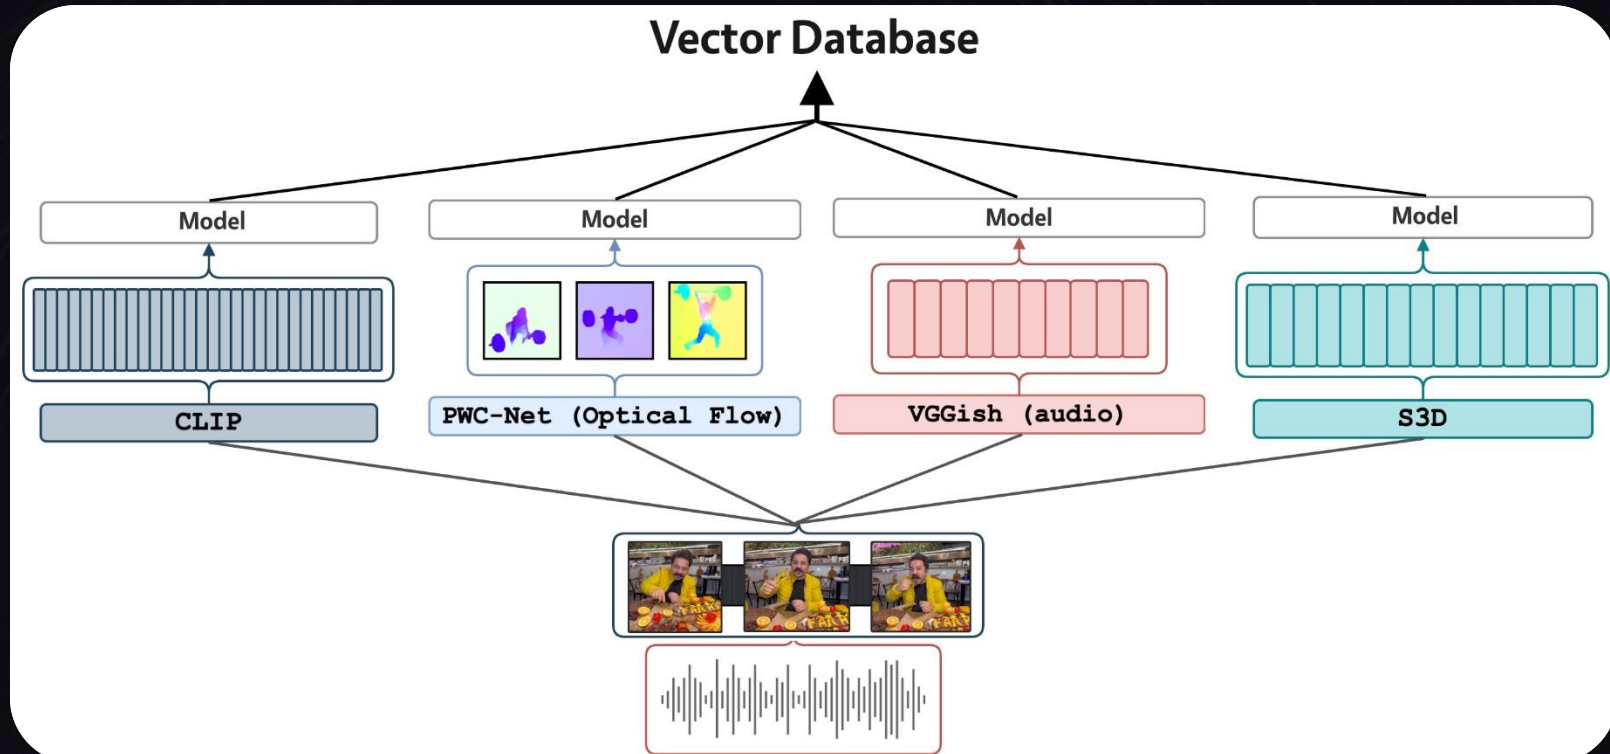 Vector Database
Model
Model
Model
Model
CLIP
PWC-Net (Optical Flow)
VGGish (audio)
S3D